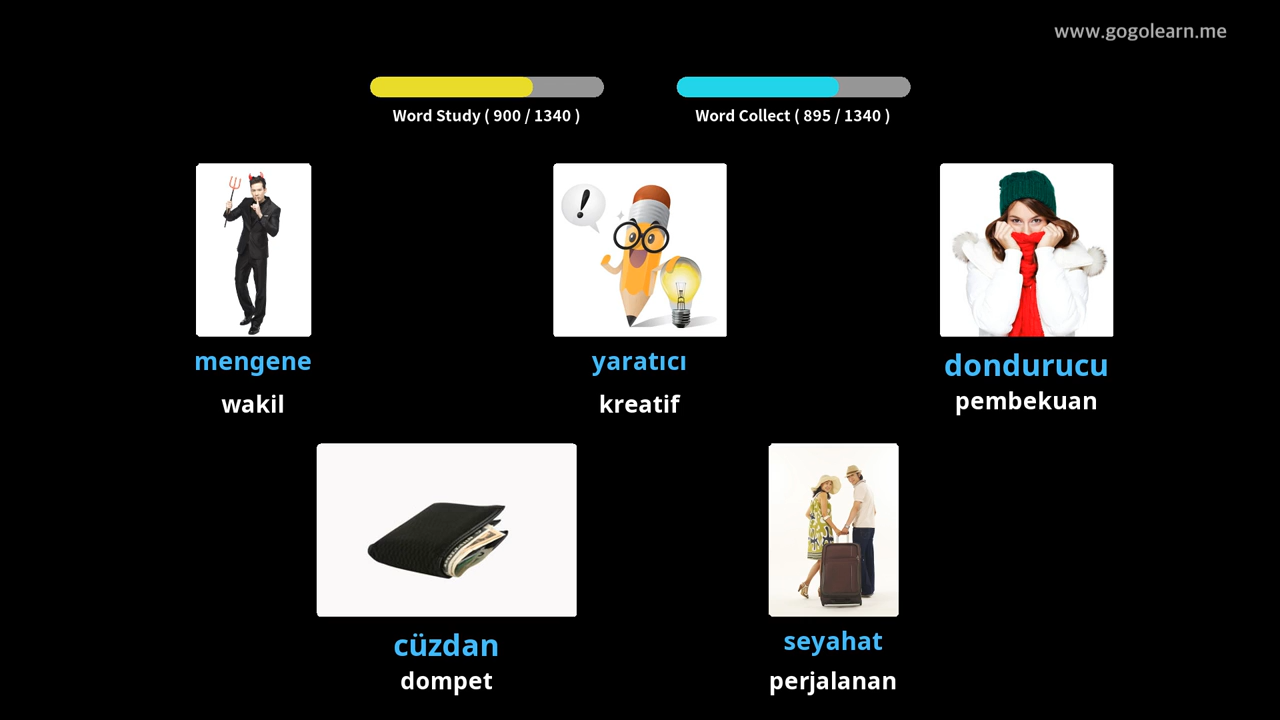 www.gogolearn.me
Word Study ( 900 / 1340 )
Word Collect ( 895 / 1340 )
mengene
wakil
yaratıcı
kreatif
dondurucu
pembekuan
cüzdan
dompet
seyahat
perjalanan